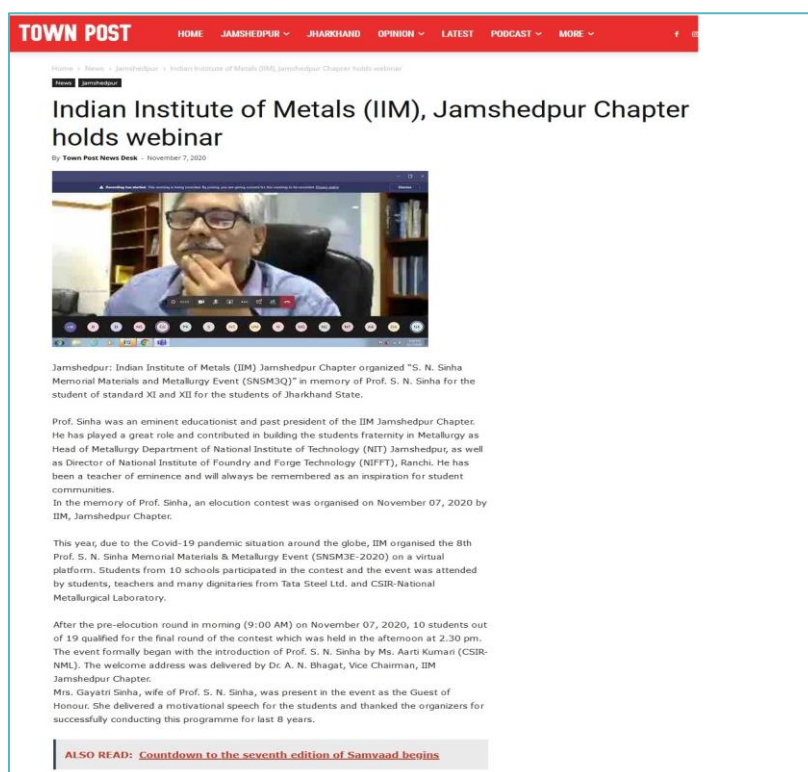 TOWN POST
HOME JAMSHEDPUR JHARKHAND OPINION LATEST PODCAST MORE
Home > News > Jamshedpur > Indian Institute of Metals (IIM), Jamshedpur Chapter holds webinar
News Jamshedpur
Indian Institute of Metals (IIM), Jamshedpur Chapter
holds webinar
By Town Post News Desk - November 7, 2020
Jamshedpur: Indian Institute of Metals (IIM) Jamshedpur Chapter organized “S. N. Sinha
Memorial Materials and Metallurgy Event (SNSM3Q)” in memory of Prof. S. N. Sinha for the
student of standard XI and XII for the students of Jharkhand State.
Prof. Sinha was an eminent educationist and past president of the IIM Jamshedpur Chapter.
He has played a great role and contributed in building the students fraternity in Metallurgy as
Head of Metallurgy Department of National Institute of Technology (NIT) Jamshedpur, as well
as Director of National Institute of Foundry and Forge Technology (NIFFT), Ranchi. He has
been a teacher of eminence and will always be remembered as an inspiration for student
communities.
In the memory of Prof. Sinha, an elocution contest was organised on November 07, 2020 by
IIM, Jamshedpur Chapter.
This year, due to the Covid-19 pandemic situation around the globe, IIM organised the 8th
Prof. S. N. Sinha Memorial Materials & Metallurgy Event (SNSM3E-2020) on a virtual
platform. Students from 10 schools participated in the contest and the event was attended
by students, teachers and many dignitaries from Tata Steel Ltd. and CSIR-National
Metallurgical Laboratory.
After the pre-elocution round in morning (9:00 AM) on November 07, 2020, 10 students out
of 19 qualified for the final round of the contest which was held in the afternoon at 2.30 pm.
The event formally began with the introduction of Prof. S. N. Sinha by Ms. Aarti Kumari (CSIR-
NML). The welcome address was delivered by Dr. A. N. Bhagat, Vice Chairman, IIM
Jamshedpur Chapter.
Mrs. Gayatri Sinha, wife of Prof. S. N. Sinha, was present in the event as the Guest of
Honour. She delivered a motivational speech for the students and thanked the organizers for
successfully conducting this programme for last 8 years.
ALSO READ: Countdown to the seventh edition of Samvaad begins